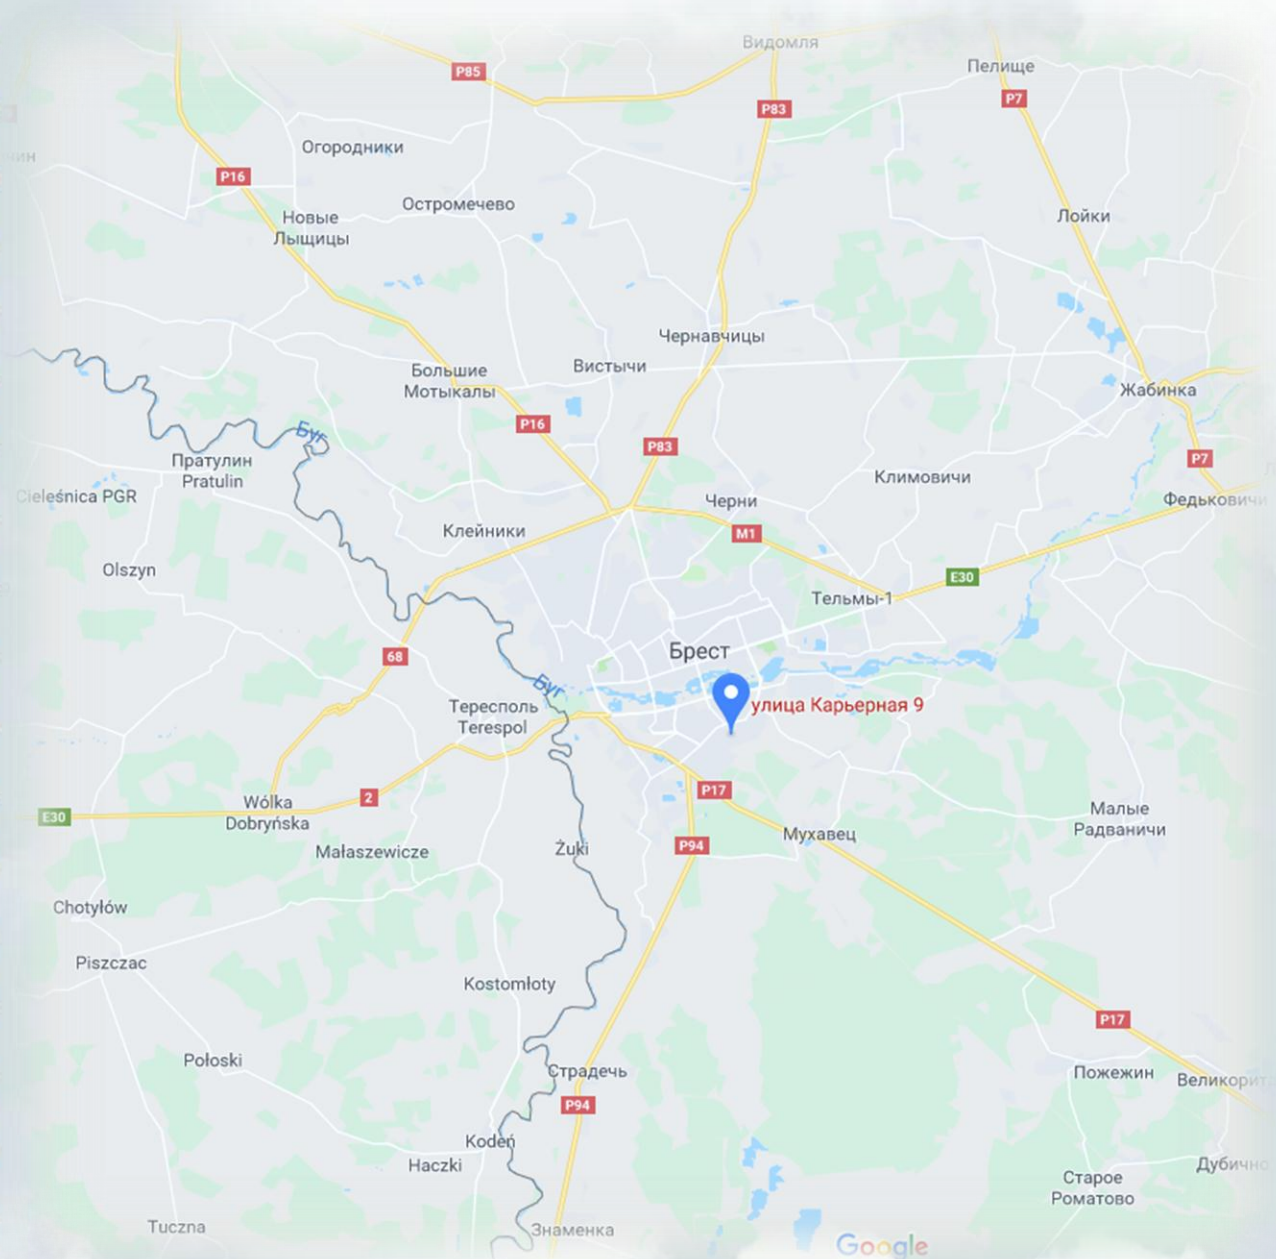 Видомля
Пелище
P85
P7
P83
Огородники
P16
Остромечево
Новые
Лыщицы
Лойки
Чернавчицы
Вистычи
Большие
Мотыкалы
Жабинка
P16
Буг
P83
P7
Пратулин
Pratulin
Климовичи
Cieleśnica PGR
Черни
Федьковичи
Клейники
M1
Olszyn
E30
Тельмы-1
68
Брест
Буг
Тересполь
Terespol
улица Карьерная 9
P17
2
Wólka
Dobryńska
E30
Малые
Радваничи
Мухавец
P94
Małaszewicze
Żuki
Chotyłów
Piszczac
Kostomłoty
P17
Połoski
Страдечь
Пожежин
Великорит
P94
Kodeń
Haczki
Дубично
Старое
Роматово
Tuczna
Знаменка
Google